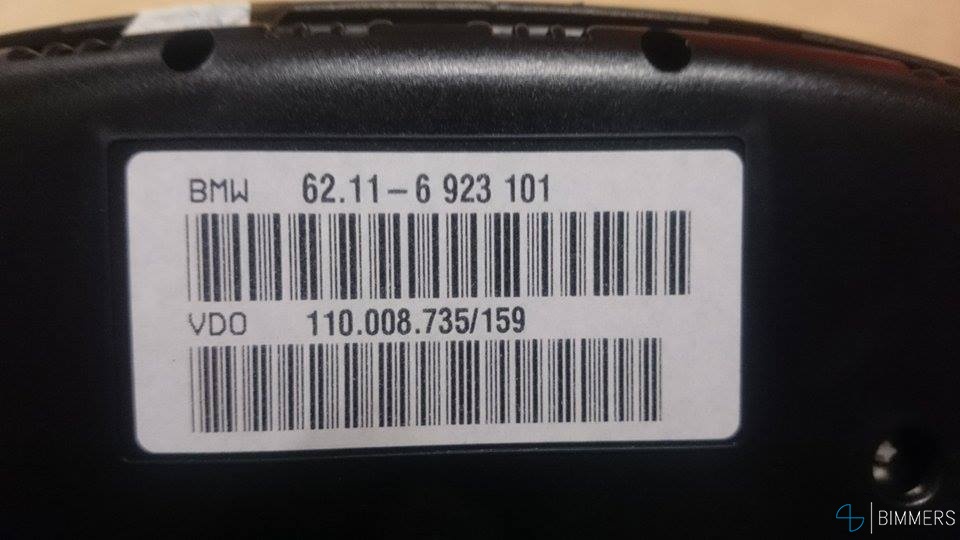 BMW 62.11-6 923 101
VDO 110.008.735/159
BIMMERS